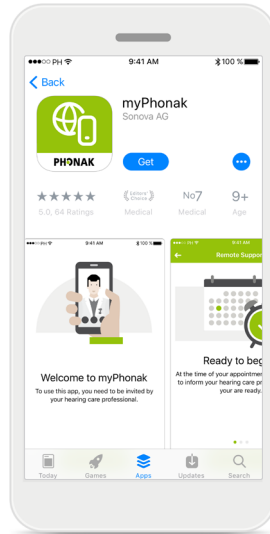 PH 9:41 AM 100 %
Back
myPhonak
Sonova AG
PHONAK
Get
5.0, 64 Ratings
Editors' Choice
Medical
No7
Medical
9+
Age
9:41 AM 100 %
Welcome to myPhonak
To use this app, you need to be invited by
your hearing care professional.
9:41 AM
Remote Suppor
Ready to beg
At the time of your appointmen
to inform your hearing care pr
your are ready.
Today Games Apps Updates Search